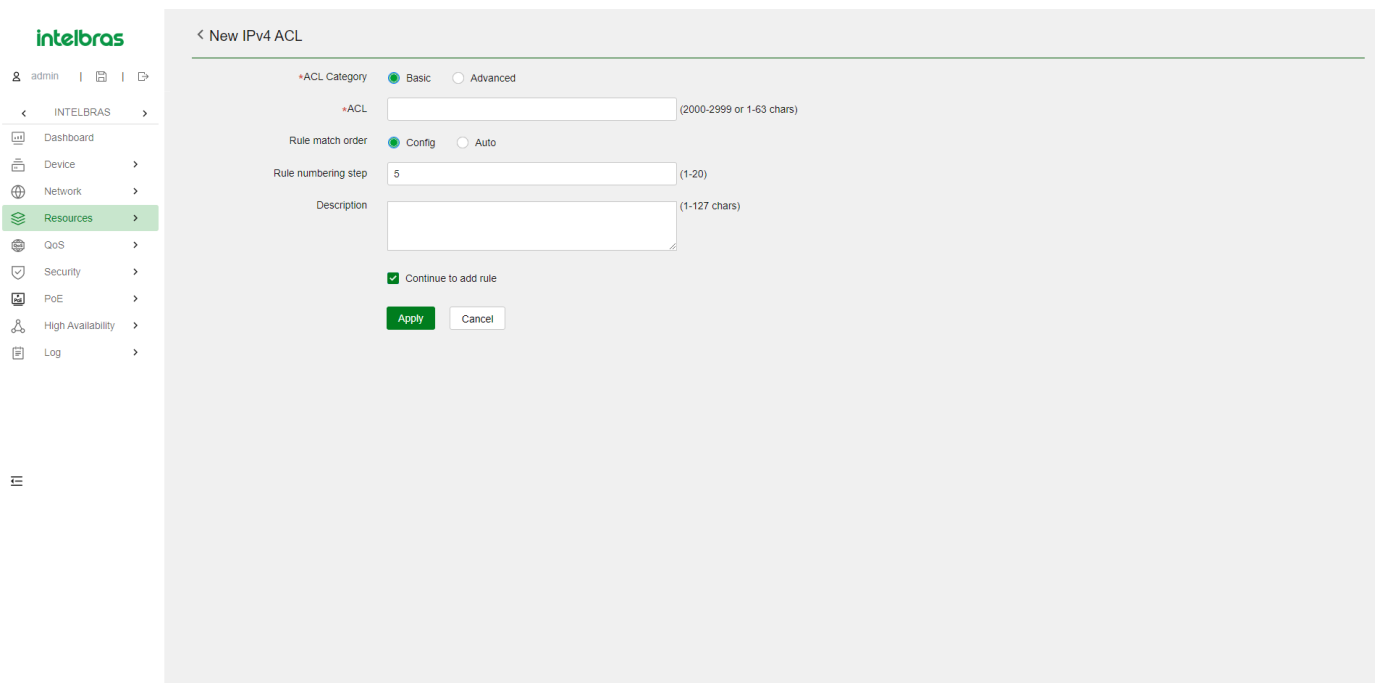 intelbras
admin | |
INTELBRAS
Dashboard
Device
Network
Resources
QoS
Security
PoE
High Availability
Log
New IPv4 ACL
*ACL Category Basic Advanced
*ACL (2000-2999 or 1-63 chars)
Rule match order Config Auto
Rule numbering step 5 (1-20)
Description (1-127 chars)
Continue to add rule
Apply Cancel